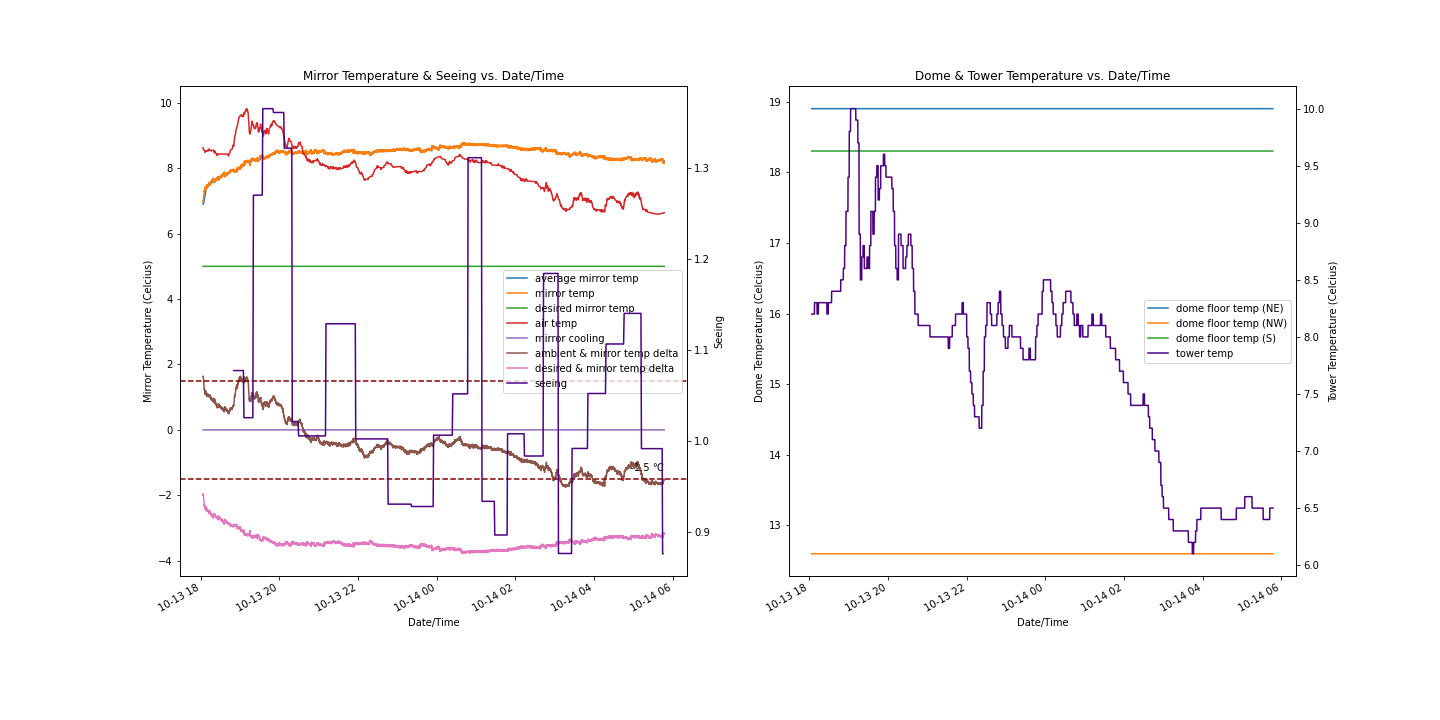 Mirror Temperature & Seeing vs. Date/Time
Mirror Temperature (Celcius)
10
8
6
4
2
0
−2
−4
1.3
1.2
1.1
1.0
0.9
Seeing
average mirror temp
mirror temp
desired mirror temp
air temp
mirror cooling
ambient & mirror temp delta
desired & mirror temp delta
seeing
-1.5 °C
10-13 18
10-13 20
10-13 22
10-14 00
10-14 02
10-14 04
10-14 06
Date/Time
Dome & Tower Temperature vs. Date/Time
Dome Temperature (Celcius)
19
18
17
16
15
14
13
10.0
9.5
9.0
8.5
8.0
7.5
7.0
6.5
6.0
Tower Temperature (Celcius)
dome floor temp (NE)
dome floor temp (NW)
dome floor temp (S)
tower temp
10-13 18
10-13 20
10-13 22
10-14 00
10-14 02
10-14 04
10-14 06
Date/Time